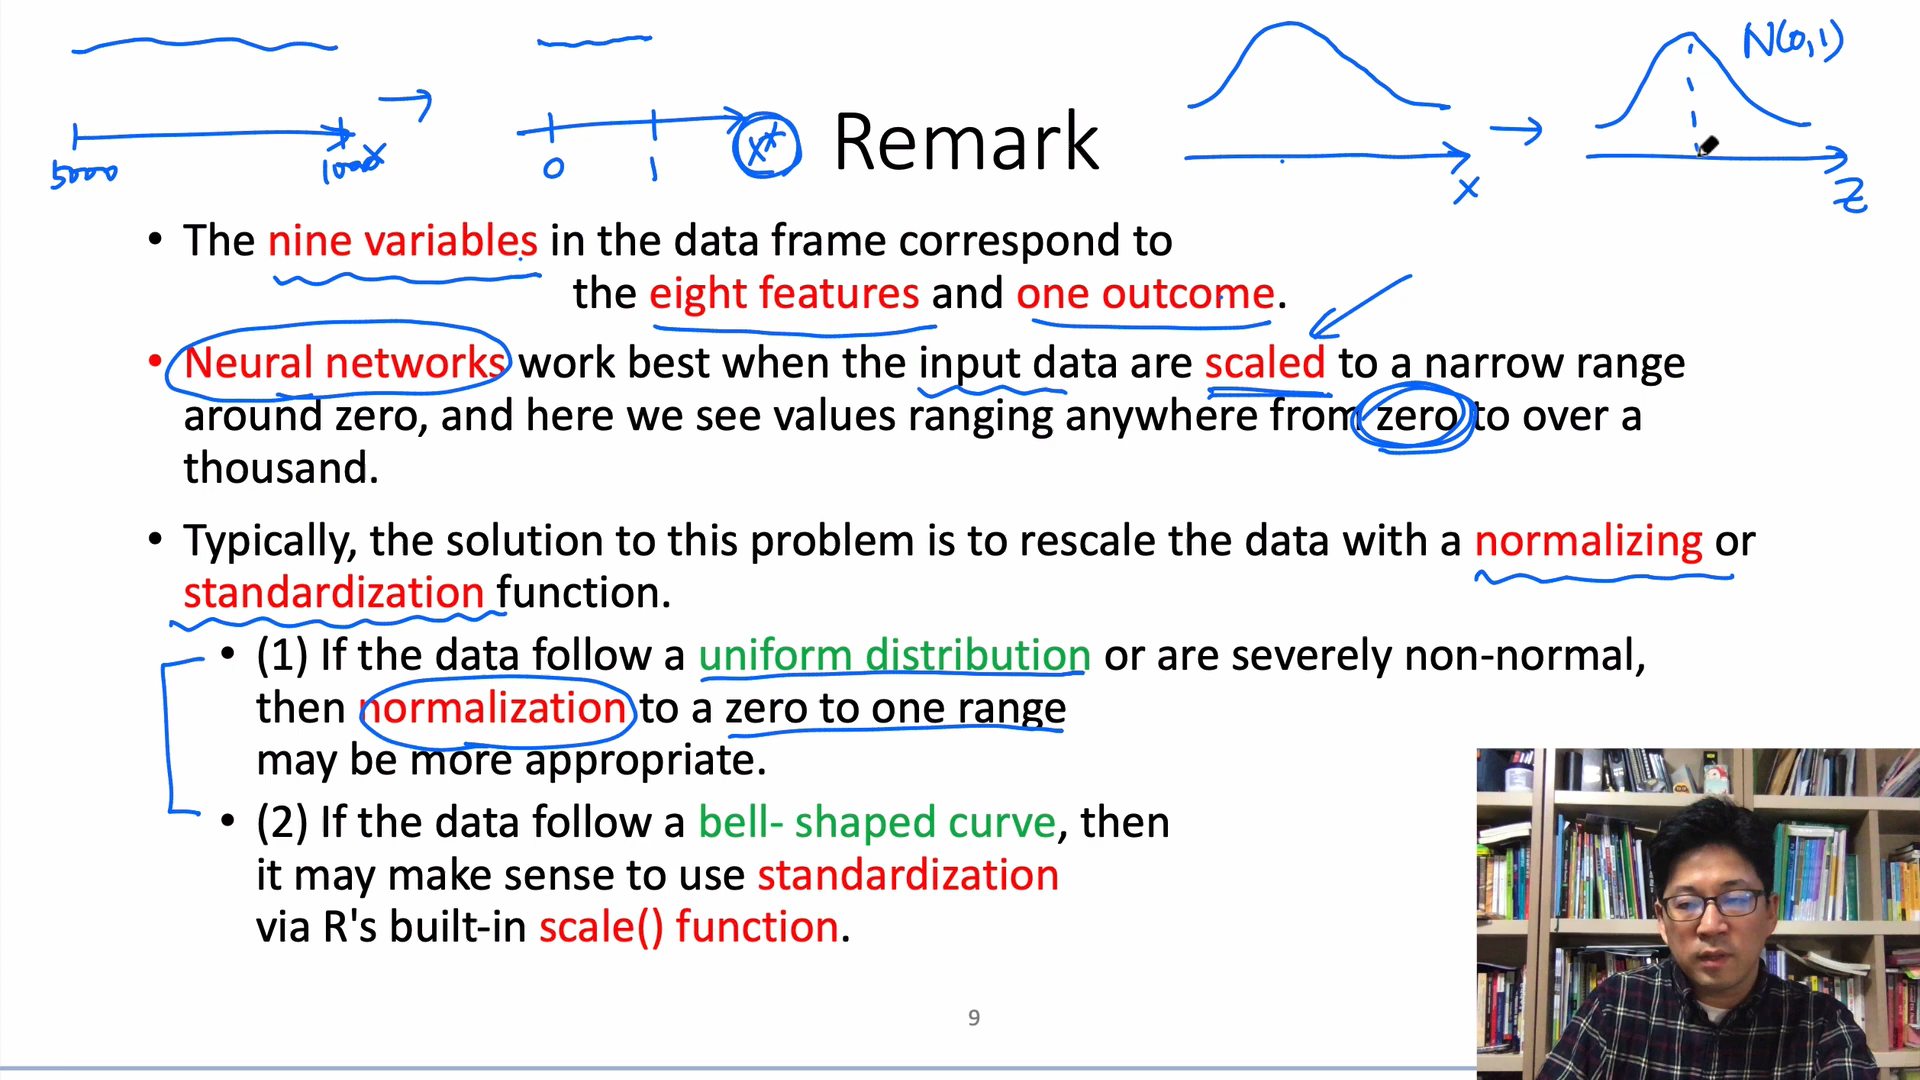 N(0,1)
Remark
5000
1000
x
0
1
x*
x
Z
• The nine variables in the data frame correspond to
the eight features and one outcome.
• Neural networks work best when the input data are scaled to a narrow range
around zero, and here we see values ranging anywhere from zero to over a
thousand.
• Typically, the solution to this problem is to rescale the data with a normalizing or
standardization function.
• (1) If the data follow a uniform distribution or are severely non-normal,
then normalization to a zero to one range
may be more appropriate.
• (2) If the data follow a bell- shaped curve, then
it may make sense to use standardization
via R's built-in scale() function.
9